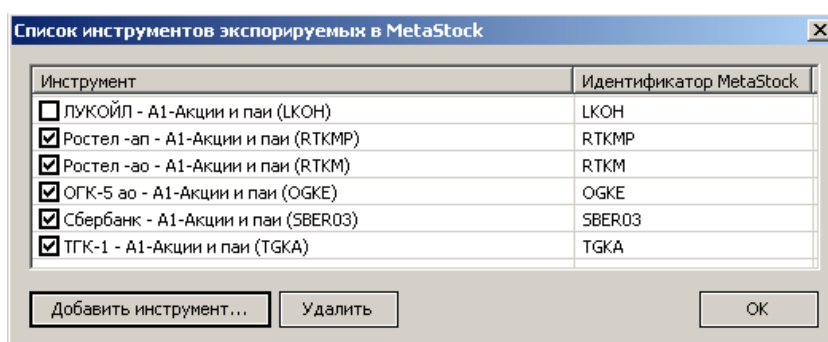 Список инструментов экспорируемых в MetaStock
Инструмент Идентификатор MetaStock
ЛУКОЙЛ - А1-Акции и паи (LKOH) LKOH
Ростел -ап - А1-Акции и паи (RTKMP) RTKMP
Ростел -ао - А1-Акции и паи (RTKM) RTKM
ОГК-5 ао - А1-Акции и паи (OGKE) OGKE
Сбербанк - А1-Акции и паи (SBER03) SBER03
ТГК-1 - А1-Акции и паи (TGKA) TGKA
Добавить инструмент... Удалить OK